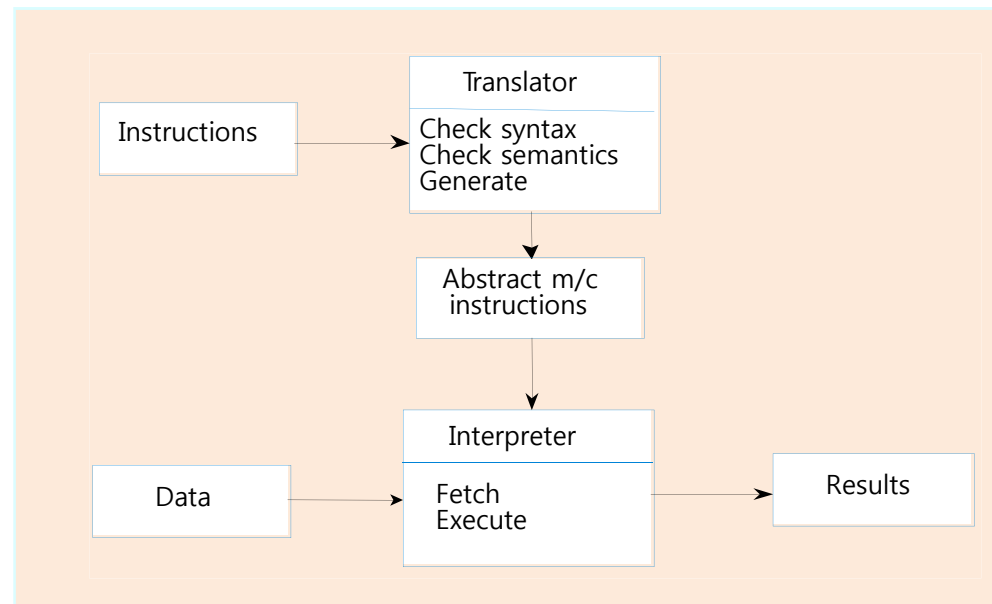 Translator
Instructions
Check syntax
Check semantics
Generate
Abstract m/c
instructions
Interpreter
Data
Fetch
Execute
Results